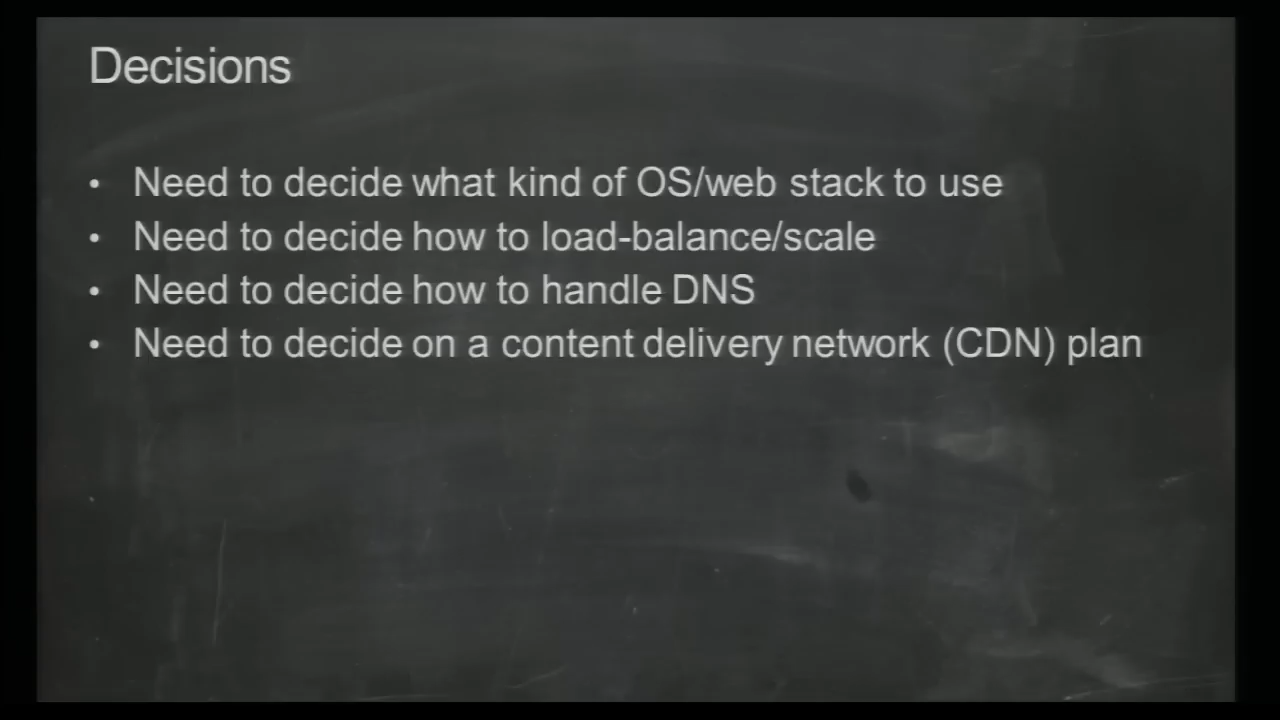 Decisions
• Need to decide what kind of OS/web stack to use
• Need to decide how to load-balance/scale
• Need to decide how to handle DNS
• Need to decide on a content delivery network (CDN) plan